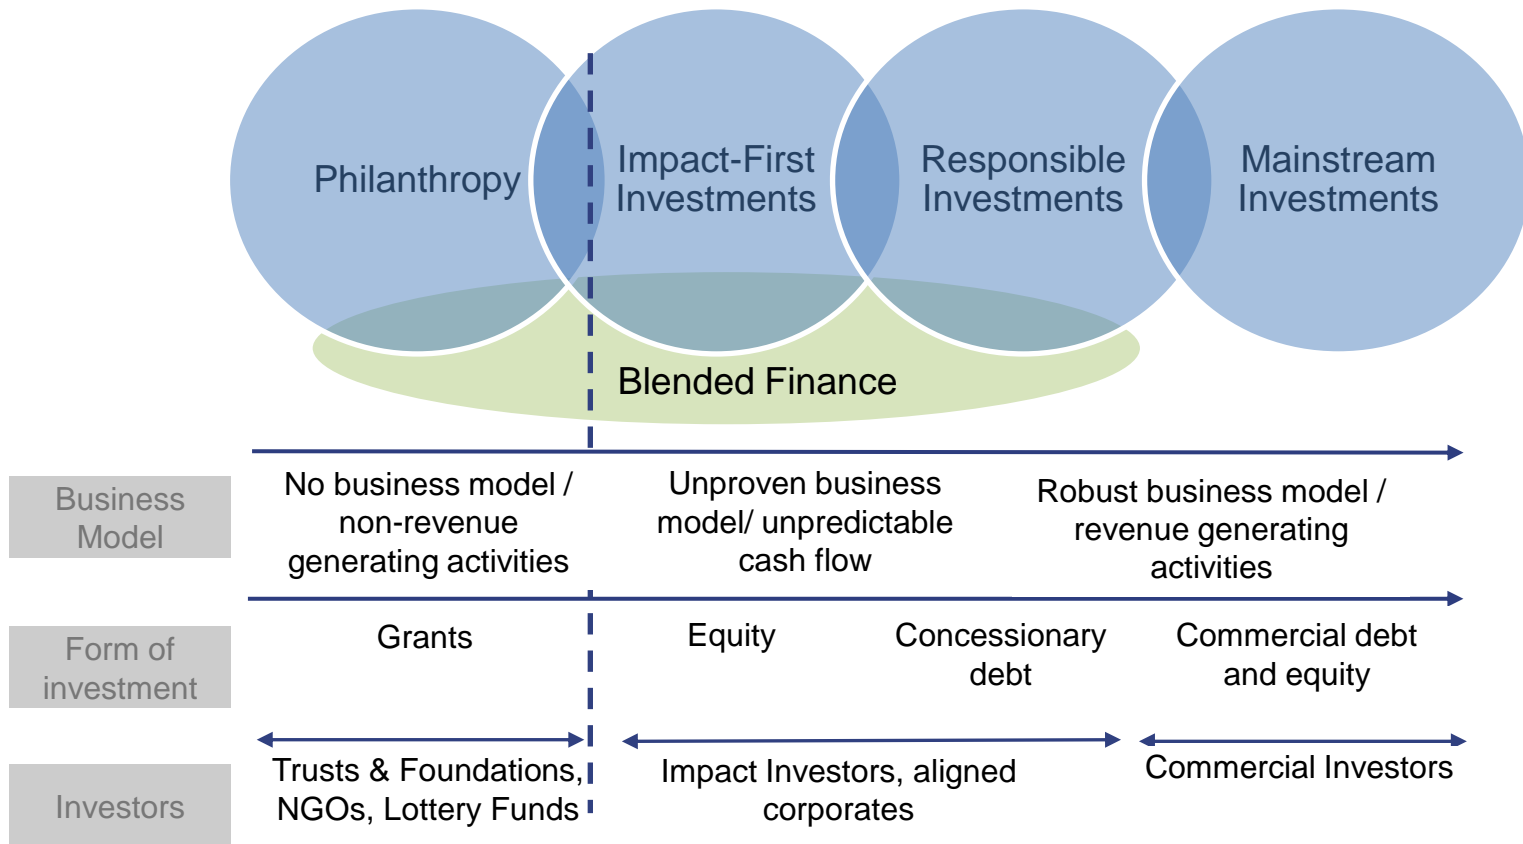 Philanthropy
Impact-First
Investments
Responsible
Investments
Mainstream
Investments
Blended Finance
Business
Model
No business model /
non-revenue
generating activities
Unproven business
model/ unpredictable
cash flow
Robust business model /
revenue generating
activities
Form of
investment
Grants
Equity
Concessionary
debt
Commercial debt
and equity
Investors
Trusts & Foundations,
NGOs, Lottery Funds
Impact Investors, aligned
corporates
Commercial Investors